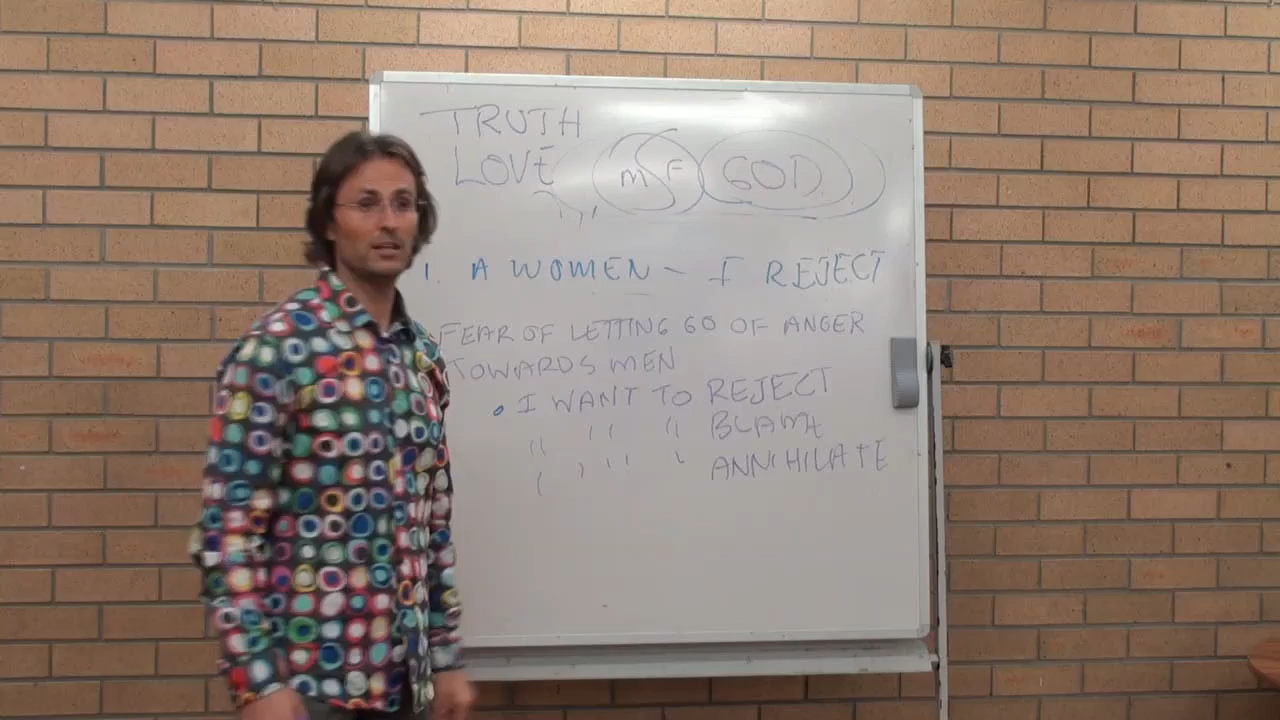 TRUTH
LOVE M F GOD
1. A WOMEN - I REJECT
FEAR OF LETTING GO OF ANGER
TOWARDS MEN
• I WANT TO REJECT
" " " BLAME
" " " ANNIHILATE